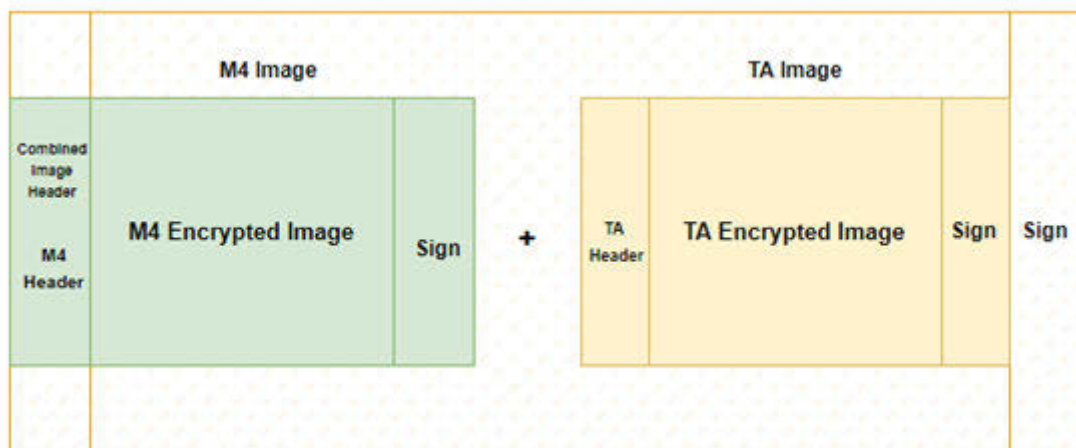 M4 Image
TA Image
Combined
Image
Header
M4
Header
M4 Encrypted Image
Sign
+
TA
Header
TA Encrypted Image
Sign
Sign